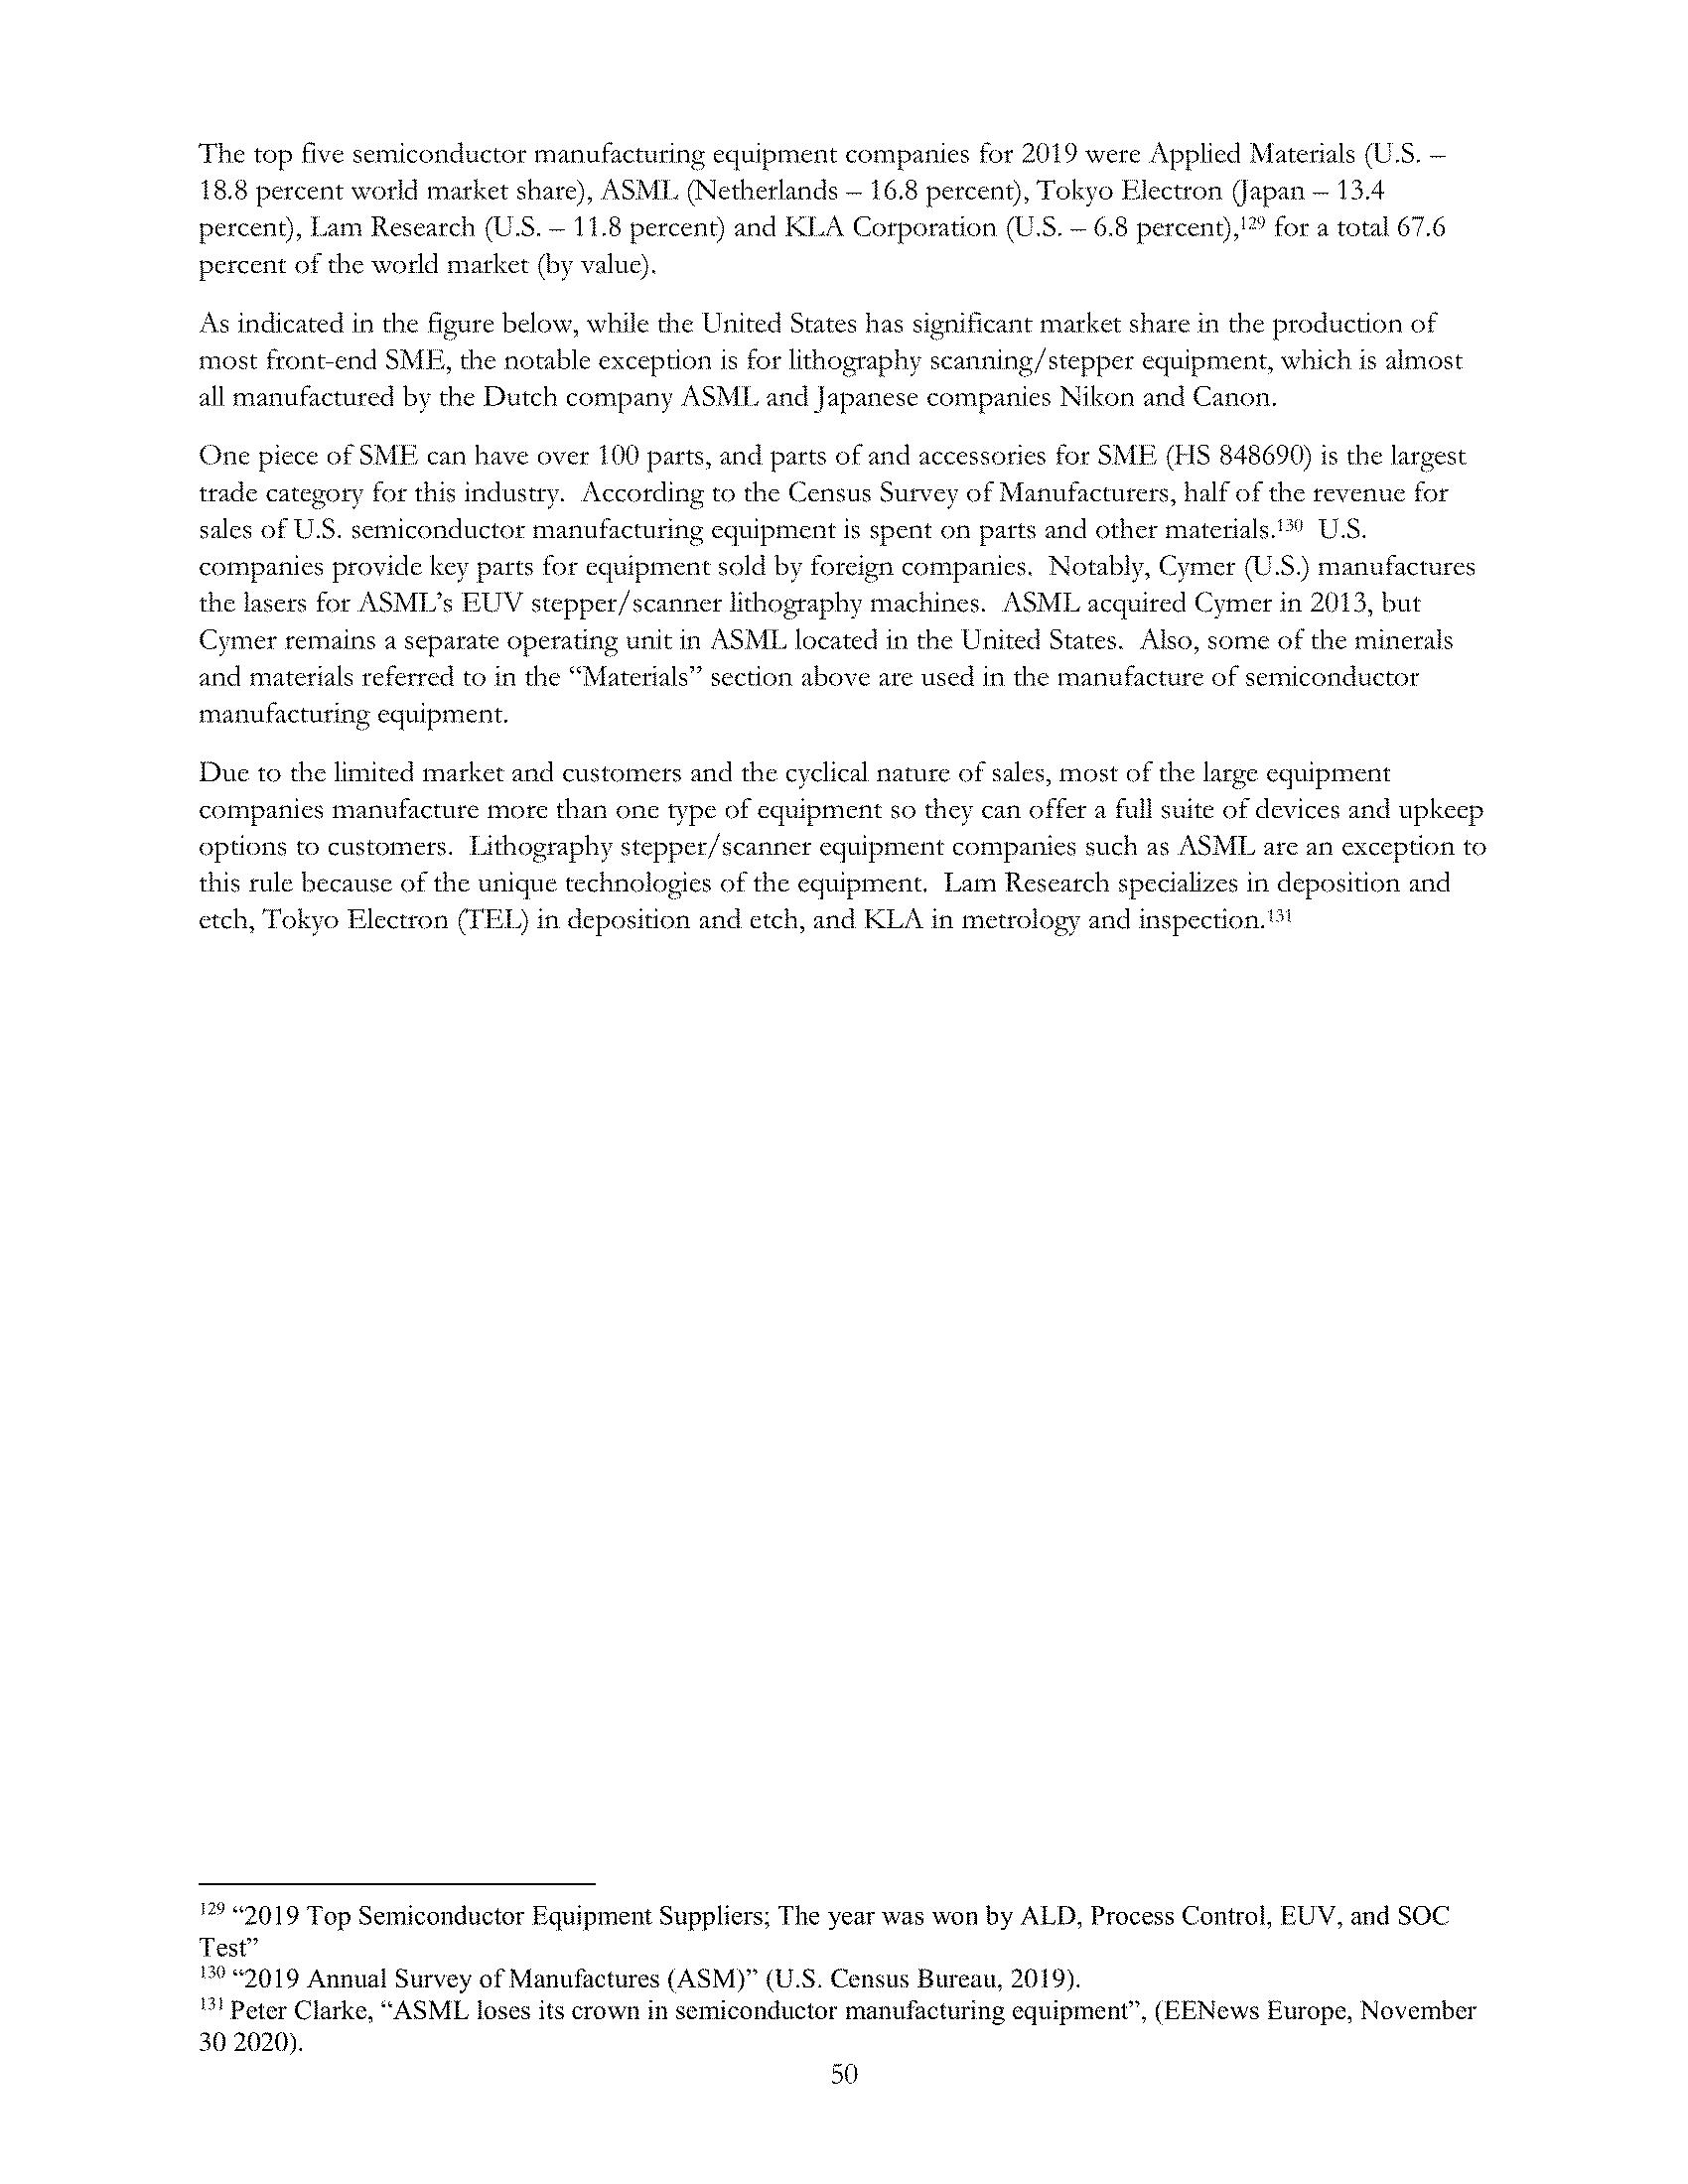 The top five semiconductor manufacturing equipment companies for 2019 were Applied Materials (U.S. –
18.8 percent world market share), ASML (Netherlands – 16.8 percent), Tokyo Electron (Japan – 13.4
percent), Lam Research (U.S. – 11.8 percent) and KLA Corporation (U.S. – 6.8 percent),¹²⁹ for a total 67.6
percent of the world market (by value).
As indicated in the figure below, while the United States has significant market share in the production of
most front-end SME, the notable exception is for lithography scanning/stepper equipment, which is almost
all manufactured by the Dutch company ASML and Japanese companies Nikon and Canon.
One piece of SME can have over 100 parts, and parts of and accessories for SME (HS 848690) is the largest
trade category for this industry.  According to the Census Survey of Manufacturers, half of the revenue for
sales of U.S. semiconductor manufacturing equipment is spent on parts and other materials.¹³⁰  U.S.
companies provide key parts for equipment sold by foreign companies.  Notably, Cymer (U.S.) manufactures
the lasers for ASML’s EUV stepper/scanner lithography machines.  ASML acquired Cymer in 2013, but
Cymer remains a separate operating unit in ASML located in the United States.  Also, some of the minerals
and materials referred to in the “Materials” section above are used in the manufacture of semiconductor
manufacturing equipment.
Due to the limited market and customers and the cyclical nature of sales, most of the large equipment
companies manufacture more than one type of equipment so they can offer a full suite of devices and upkeep
options to customers.  Lithography stepper/scanner equipment companies such as ASML are an exception to
this rule because of the unique technologies of the equipment.  Lam Research specializes in deposition and
etch, Tokyo Electron (TEL) in deposition and etch, and KLA in metrology and inspection.¹³¹
¹²⁹ “2019 Top Semiconductor Equipment Suppliers; The year was won by ALD, Process Control, EUV, and SOC
Test”
¹³⁰ “2019 Annual Survey of Manufactures (ASM)” (U.S. Census Bureau, 2019).
¹³¹ Peter Clarke, “ASML loses its crown in semiconductor manufacturing equipment”, (EENews Europe, November
30 2020).
50